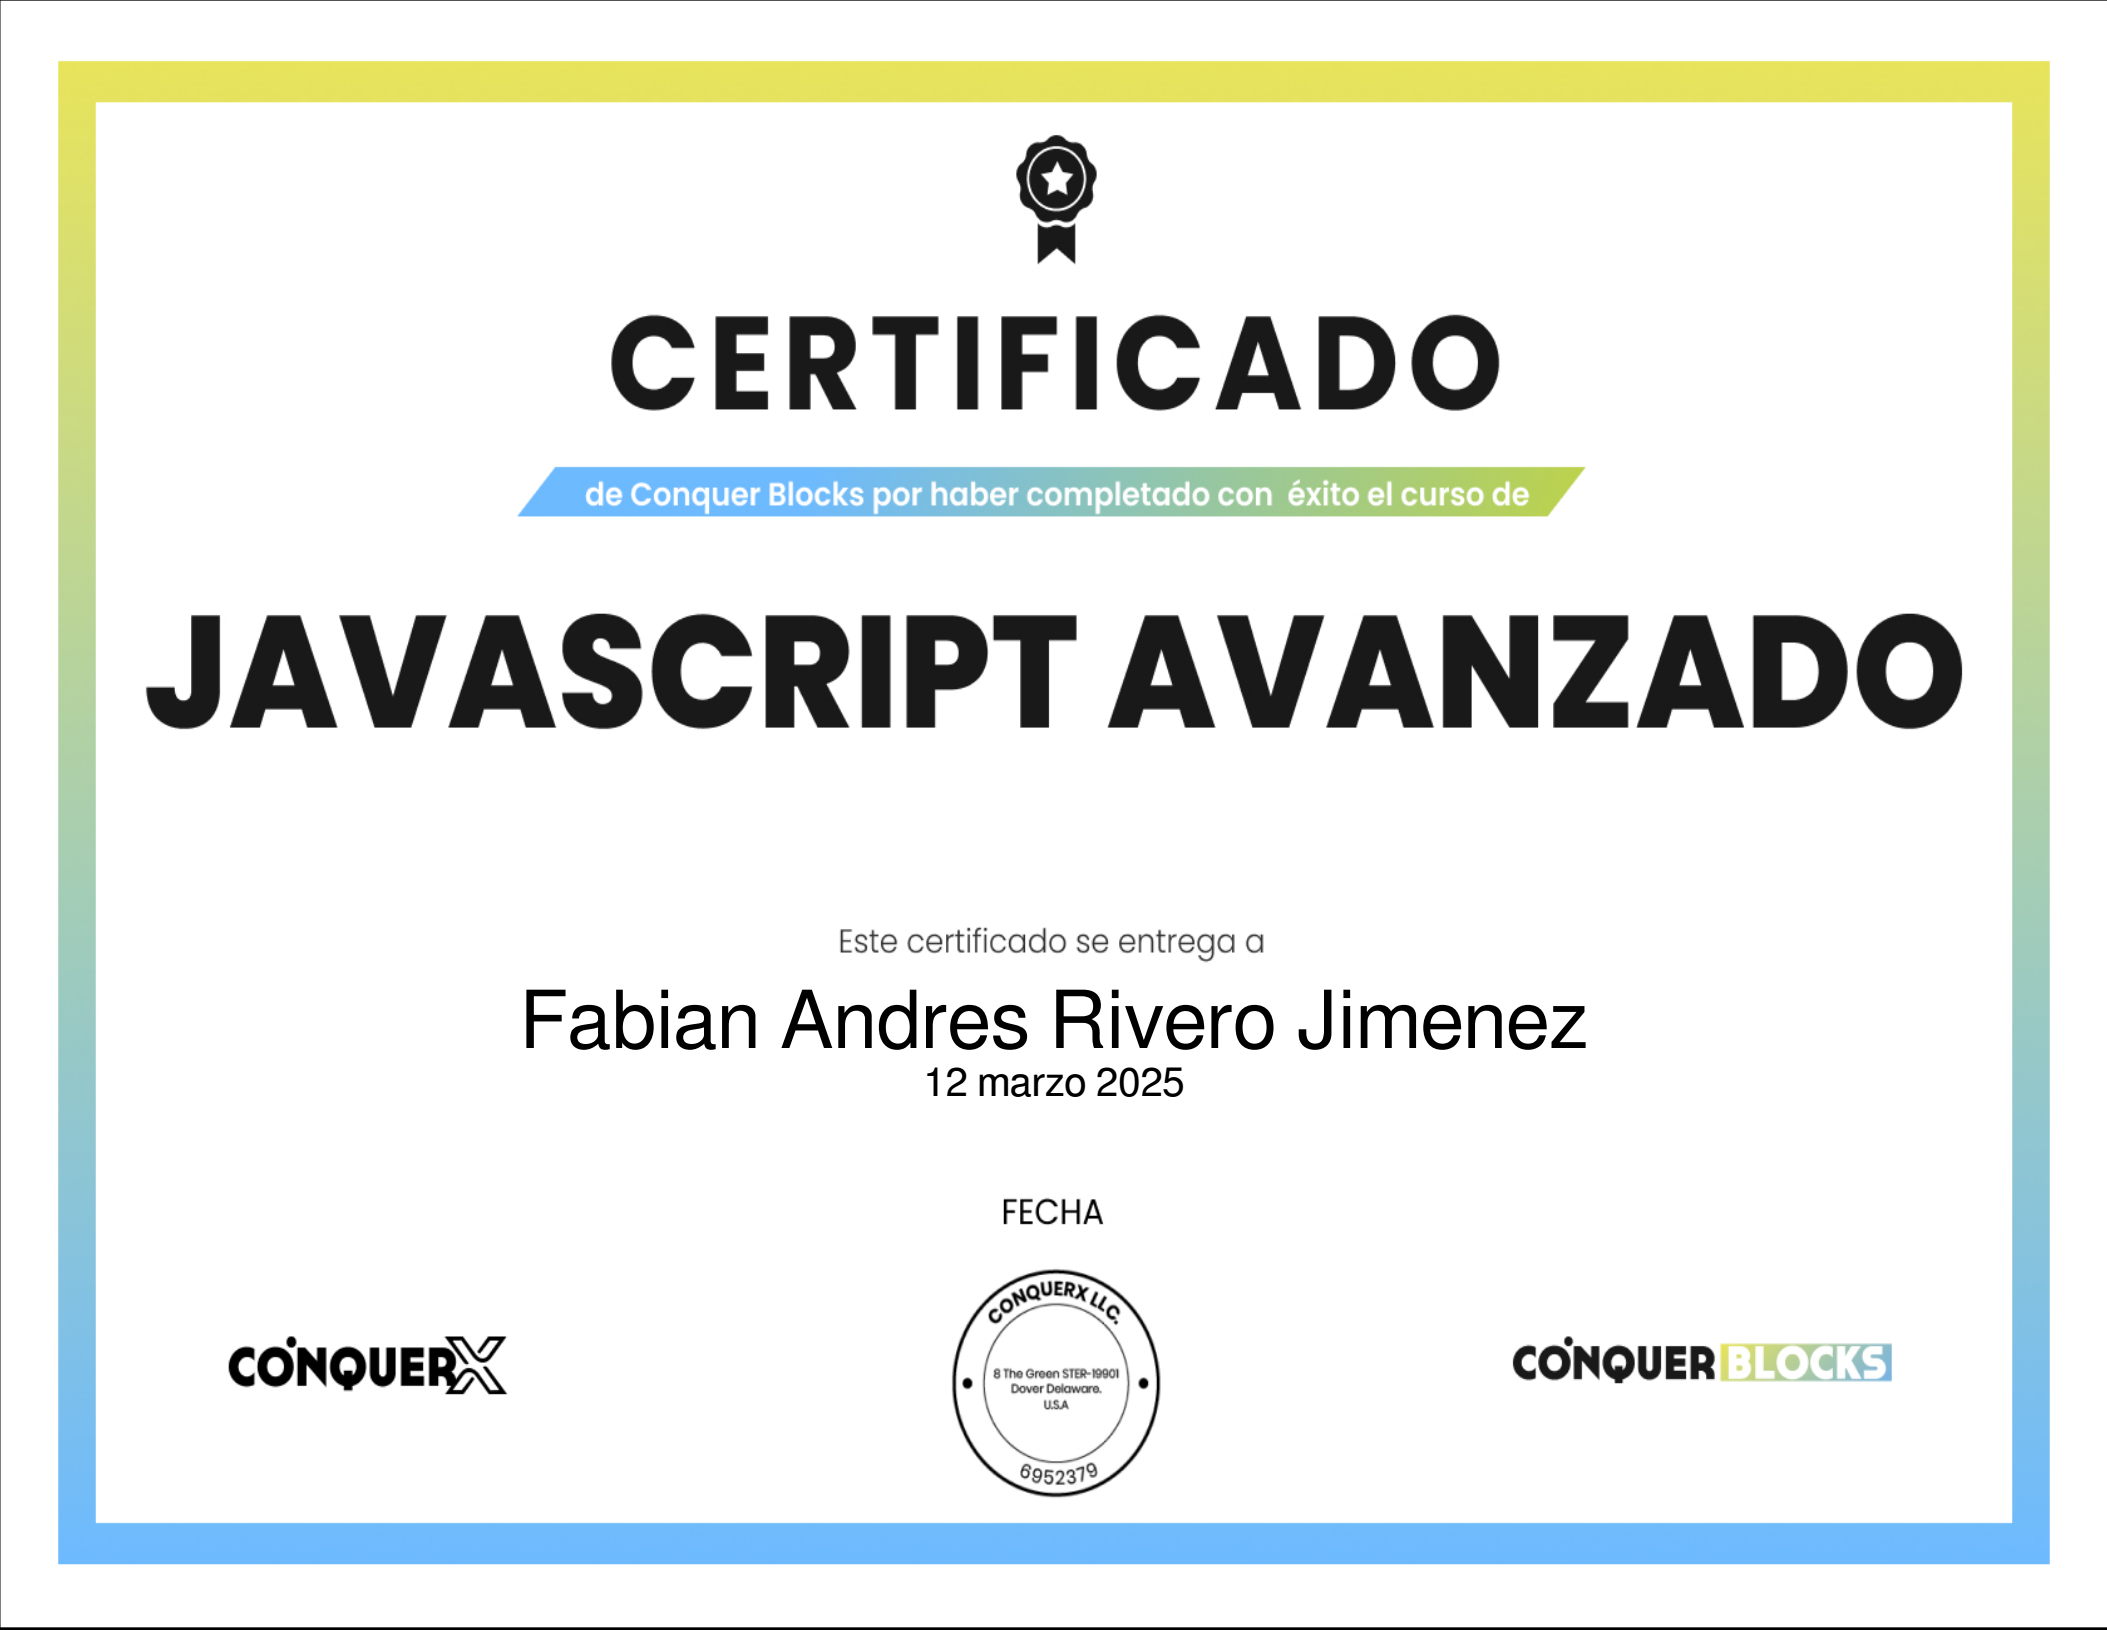 CERTIFICADO
de Conquer Blocks por haber completado con éxito el curso de
JAVASCRIPT AVANZADO
Este certificado se entrega a
Fabian Andres Rivero Jimenez
12 marzo 2025
FECHA
CONQUERX
CONQUERX LLC.
8 The Green STER-19901
Dover Delaware.
U.S.A
6952379
CONQUER BLOCKS